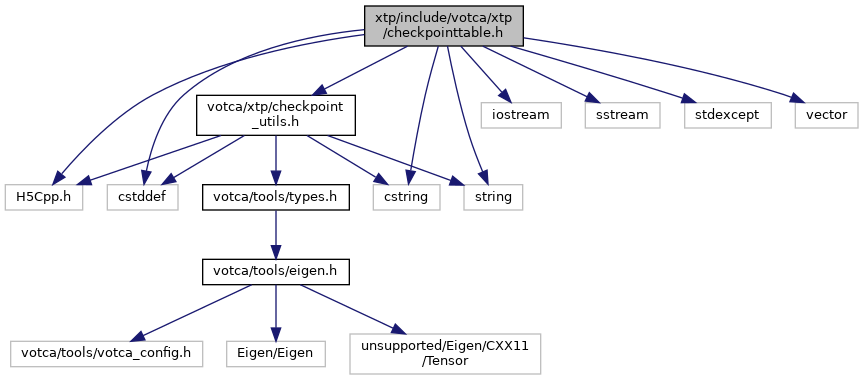 xtp/include/votca/xtp
/checkpointtable.h
votca/xtp/checkpoint
_utils.h
iostream
sstream
stdexcept
vector
H5Cpp.h
cstddef
votca/tools/types.h
cstring
string
votca/tools/eigen.h
votca/tools/votca_config.h
Eigen/Eigen
unsupported/Eigen/CXX11
/Tensor